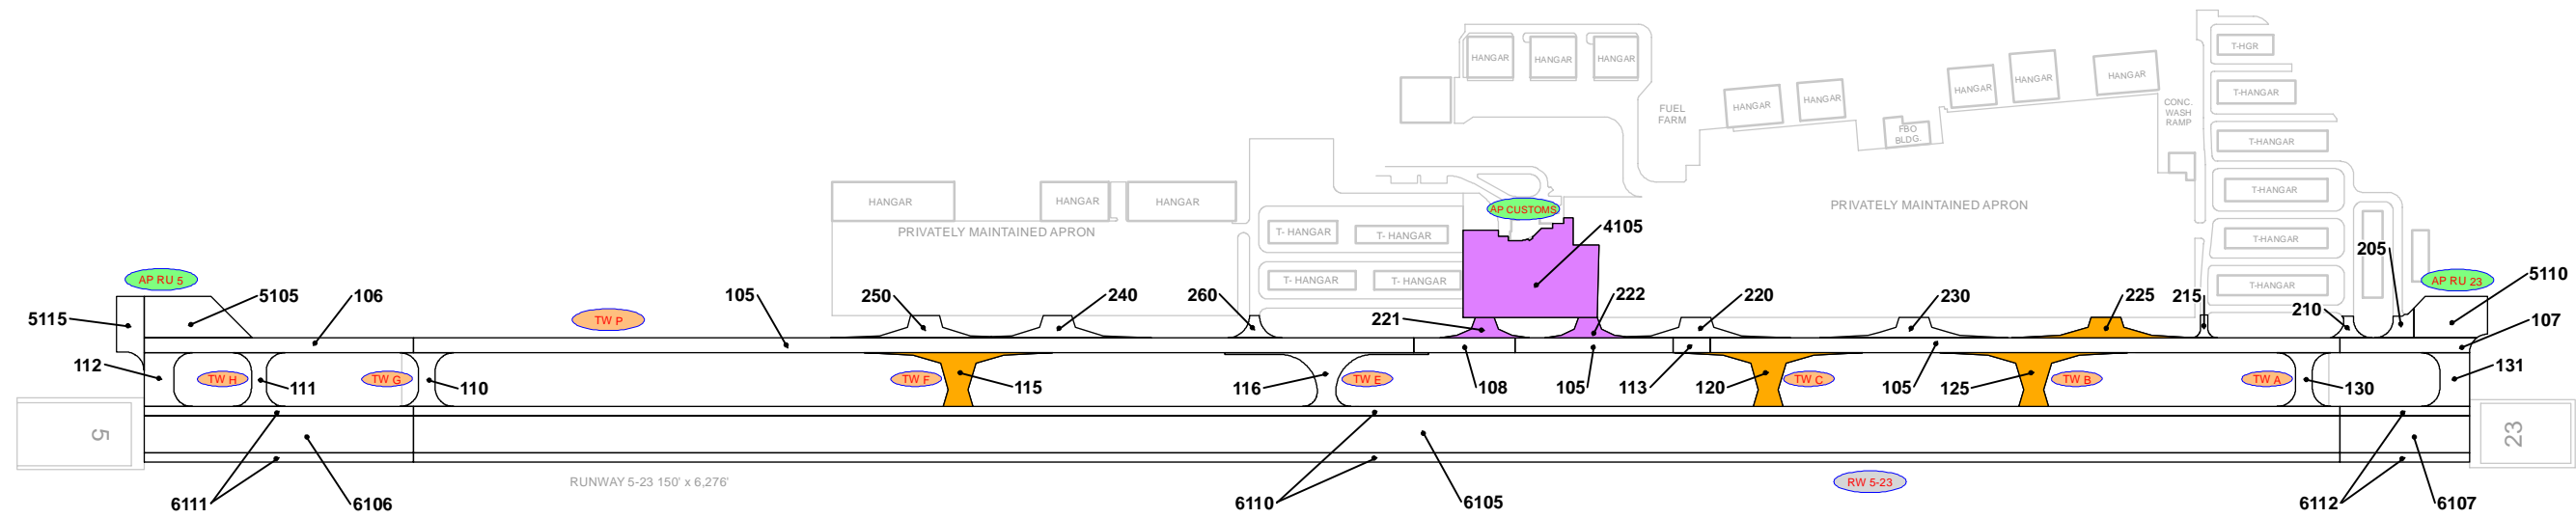 HANGAR HANGAR HANGAR
T-HGR
HANGAR HANGAR HANGAR
HANGAR HANGAR
T-HANGAR
FUEL
FARM
CONC.
WASH
RAMP
FBO
BLDG.
T-HANGAR
T-HANGAR
HANGAR HANGAR HANGAR
AP CUSTOMS
PRIVATELY MAINTAINED APRON
PRIVATELY MAINTAINED APRON
T- HANGAR T- HANGAR
4105
T-HANGAR
205
AP RU 5
T- HANGAR T- HANGAR
T-HANGAR
5110
AP RU 23
5105 106 105 250 240 260 222 220 230 225 215
210
5115
TW P
221
107
112
TW H
111
TW G
110
TW F
115
116
TW E
108 105 113 120
TW C
105 125
TW B
TW A
130
131
5
23
RUNWAY 5-23 150' x 6,276'
RW 5-23
6111 6106 6110 6105 6112 6107